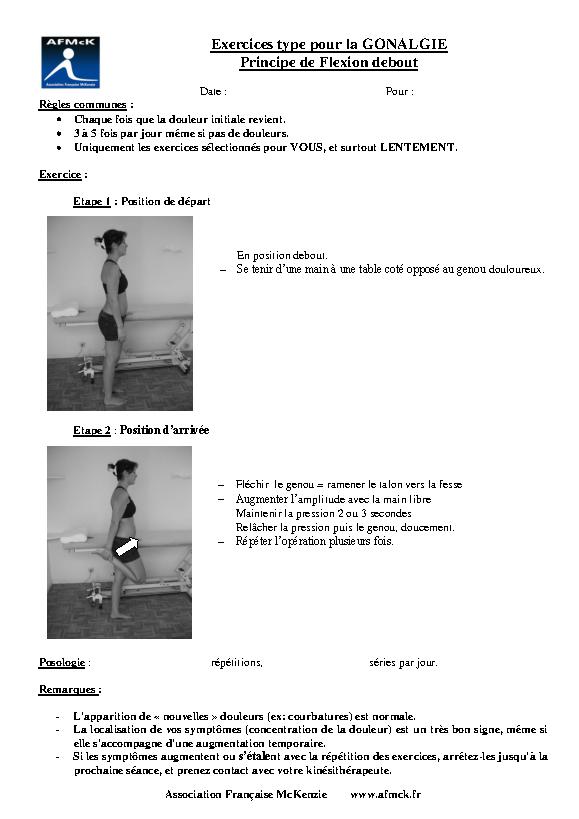 AFMcK
Association Française McKenzie
Exercices type pour la GONALGIE
Principe de Flexion debout
Date : Pour :
Règles communes :
• Chaque fois que la douleur initiale revient.
• 3 à 5 fois par jour même si pas de douleurs.
• Uniquement les exercices sélectionnés pour VOUS, et surtout LENTEMENT.
Exercice :
Etape 1 : Position de départ
En position debout.
– Se tenir d'une main à une table coté opposé au genou douloureux.
Etape 2 : Position d'arrivée
– Fléchir le genou = ramener le talon vers la fesse
– Augmenter l'amplitude avec la main libre
Maintenir la pression 2 ou 3 secondes
Relâcher la pression puis le genou, doucement.
– Répéter l'opération plusieurs fois.
Posologie : répétitions, séries par jour.
Remarques :
- L'apparition de « nouvelles » douleurs (ex: courbatures) est normale.
- La localisation de vos symptômes (concentration de la douleur) est un très bon signe, même si
elle s'accompagne d'une augmentation temporaire.
- Si les symptômes augmentent ou s'étalent avec la répétition des exercices, arrêtez-les jusqu'à la
prochaine séance, et prenez contact avec votre kinésithérapeute.
Association Française McKenzie www.afmck.fr